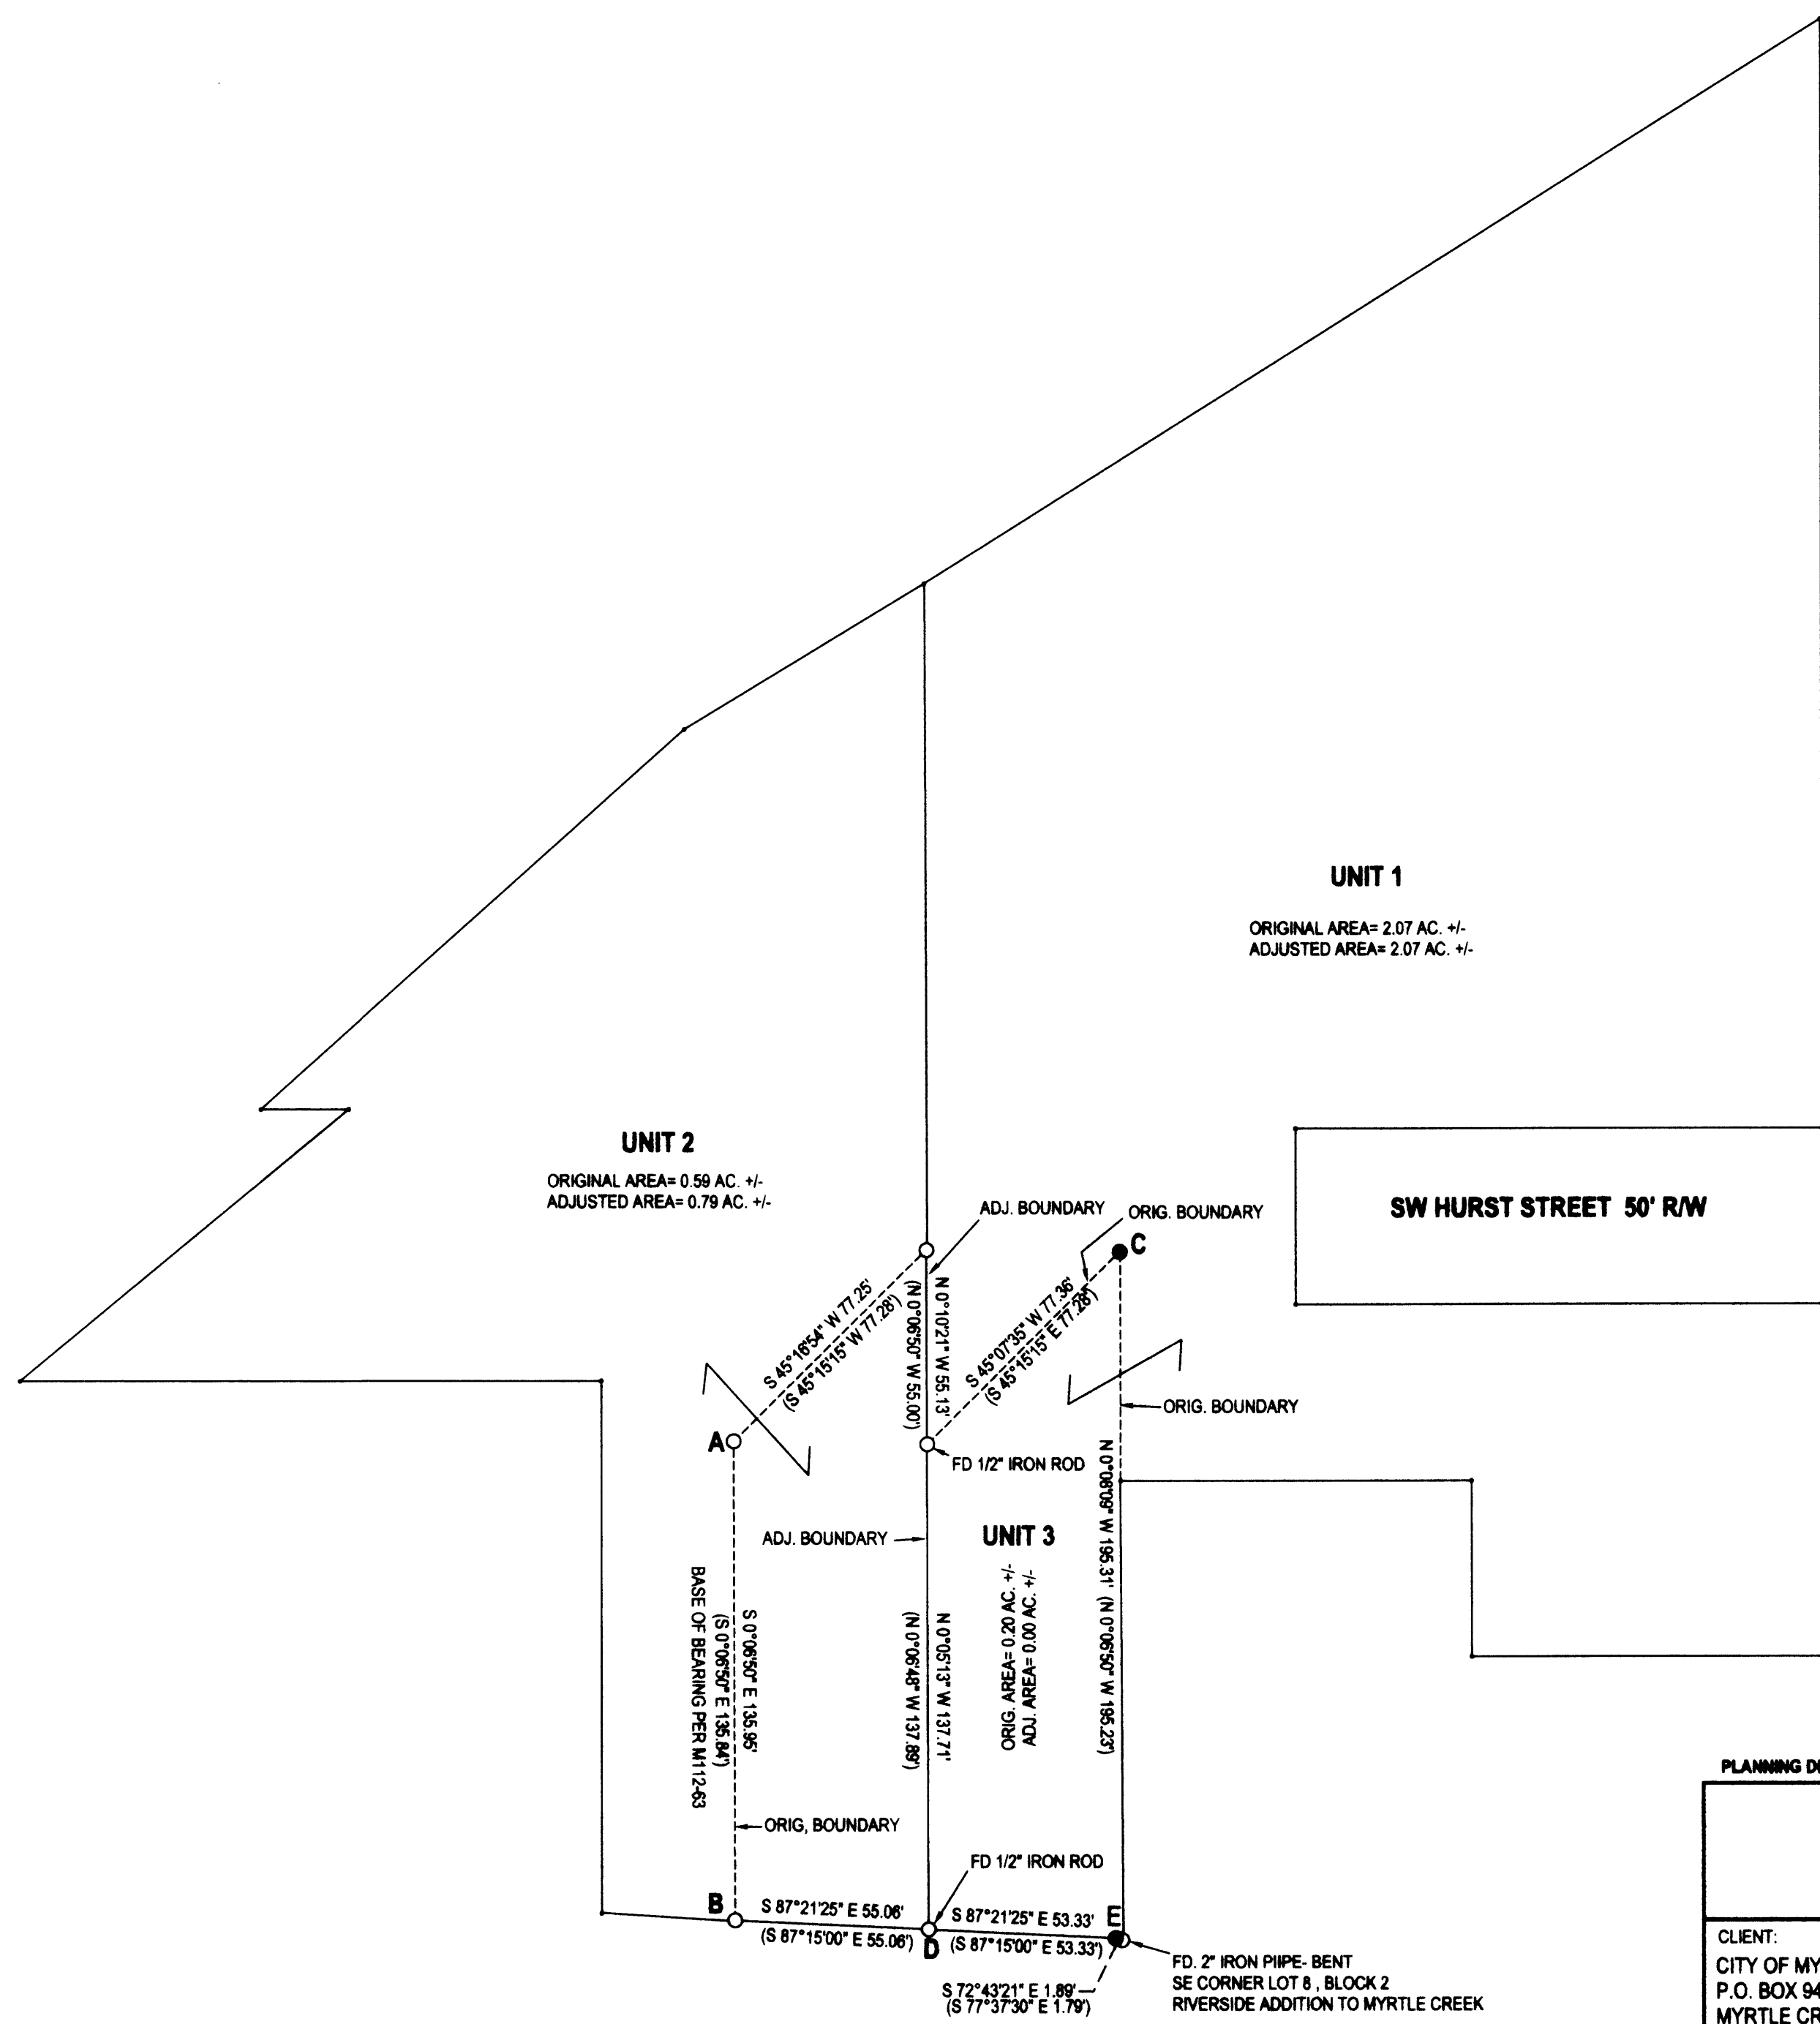 UNIT 1
ORIGINAL AREA= 2.07 AC. +/-
ADJUSTED AREA= 2.07 AC. +/-
UNIT 2
ORIGINAL AREA= 0.59 AC. +/-
ADJUSTED AREA= 0.79 AC. +/-
SW HURST STREET 50' R/W
ADJ. BOUNDARY
ORIG. BOUNDARY
C
S 45°16'54" W 77.25'
(S 45°15'15" W 77.28')
N 0°10'21" W 55.13'
(N 0°06'50" W 55.00')
S 45°07'35" W 77.36'
(S 45°15'15" E 77.28')
ORIG. BOUNDARY
A
FD 1/2" IRON ROD
ADJ. BOUNDARY
UNIT 3
ORIG. AREA= 0.20 AC. +/-
ADJ. AREA= 0.00 AC. +/-
N 0°08'09" W 195.31' (N 0°06'50" W 195.23')
S 0°06'50" E 135.95'
(S 0°06'50" E 135.84')
BASE OF BEARING PER M112-63
N 0°05'13" W 137.71'
(N 0°06'48" W 137.89')
ORIG, BOUNDARY
FD 1/2" IRON ROD
B
S 87°21'25" E 55.06'
(S 87°15'00" E 55.06')
D
S 87°21'25" E 53.33'
(S 87°15'00" E 53.33')
E
S 72°43'21" E 1.89'
(S 77°37'30" E 1.79')
FD. 2" IRON PIIPE- BENT
SE CORNER LOT 8 , BLOCK 2
RIVERSIDE ADDITION TO MYRTLE CREEK
PLANNING D
CLIENT:
CITY OF MY
P.O. BOX 94
MYRTLE CR